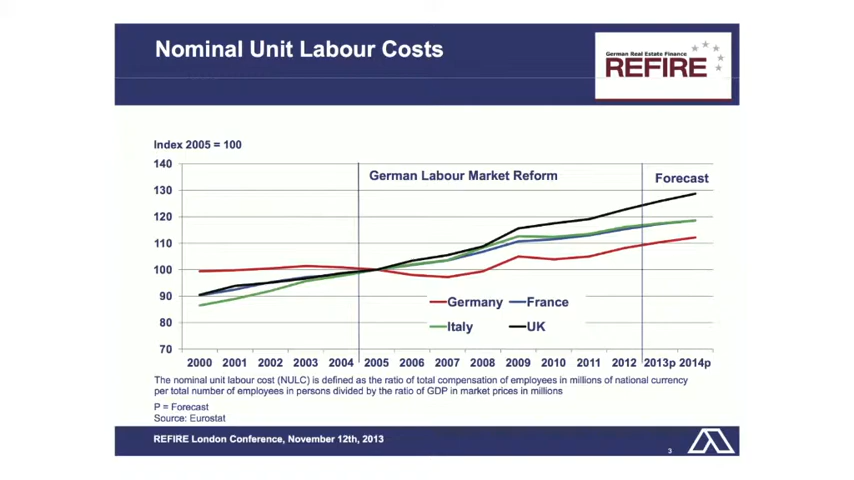 Nominal Unit Labour Costs
German Real Estate Finance
REFIRE
Index 2005 = 100
140
130
120
110
100
90
80
70
German Labour Market Reform
Forecast
Germany
France
Italy
UK
2000 2001 2002 2003 2004 2005 2006 2007 2008 2009 2010 2011 2012 2013p 2014p
The nominal unit labour cost (NULC) is defined as the ratio of total compensation of employees in millions of national currency
per total number of employees in persons divided by the ratio of GDP in market prices in millions
P = Forecast
Source: Eurostat
REFIRE London Conference, November 12th, 2013
3